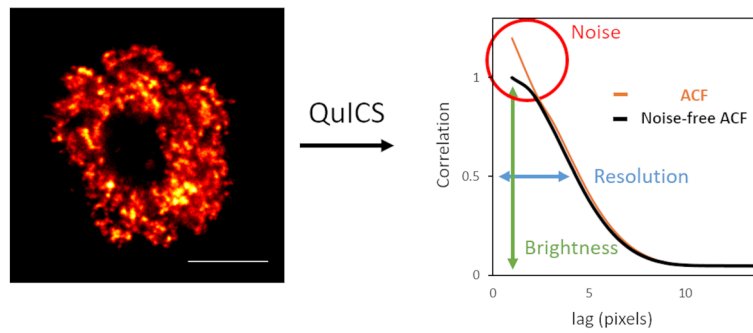 QuICS
Noise
ACF
Noise-free ACF
Resolution
Brightness
Correlation
1
0.5
0
0
5
10
lag (pixels)